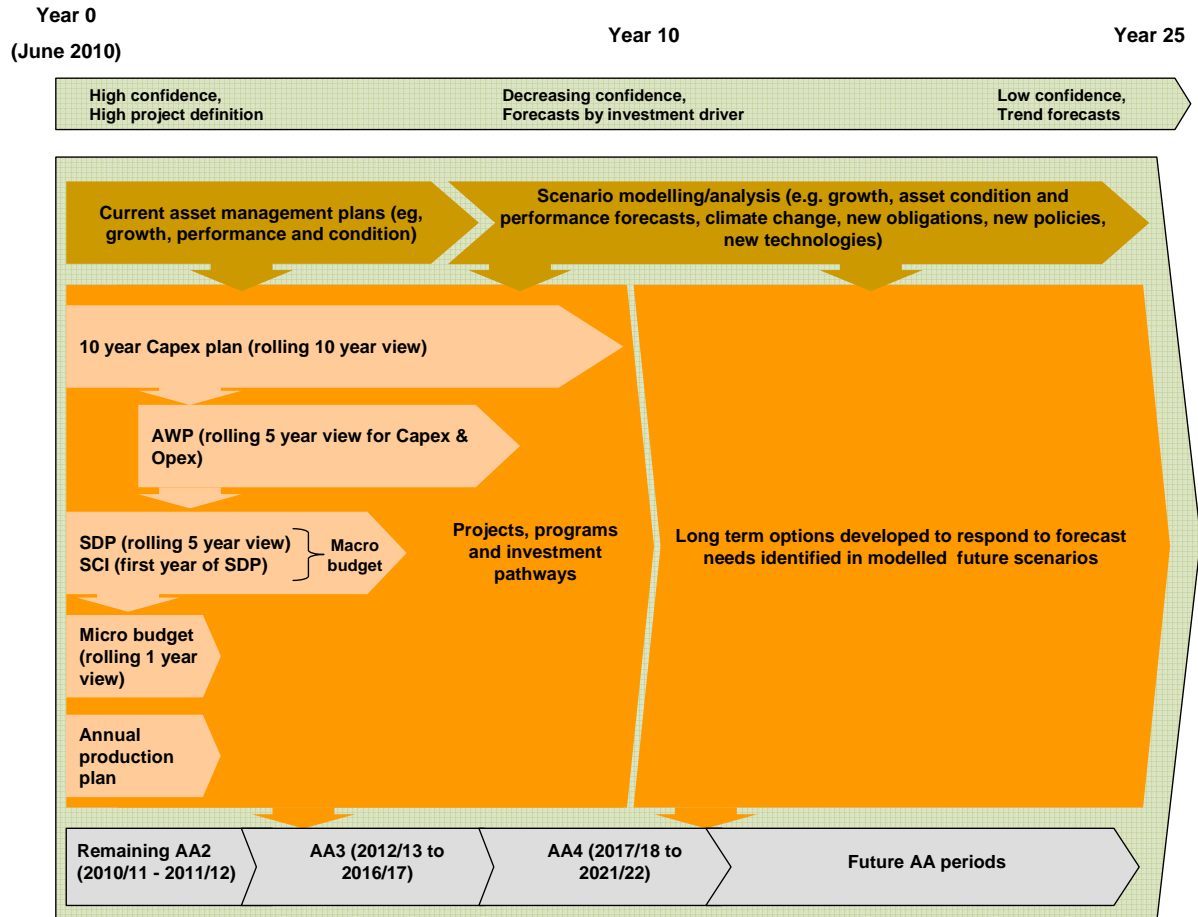 Year 0
(June 2010)
Year 10
Year 25
High confidence,
High project definition
Decreasing confidence,
Forecasts by investment driver
Low confidence,
Trend forecasts
Current asset management plans (eg,
growth, performance and condition)
Scenario modelling/analysis (e.g. growth, asset condition and
performance forecasts, climate change, new obligations, new policies,
new technologies)
10 year Capex plan (rolling 10 year view)
AWP (rolling 5 year view for Capex &
Opex)
SDP (rolling 5 year view)
SCI (first year of SDP)
Macro
budget
Projects, programs
and investment
pathways
Long term options developed to respond to forecast
needs identified in modelled future scenarios
Micro budget
(rolling 1 year
view)
Annual
production
plan
Remaining AA2
(2010/11 - 2011/12)
AA3 (2012/13 to
2016/17)
AA4 (2017/18 to
2021/22)
Future AA periods